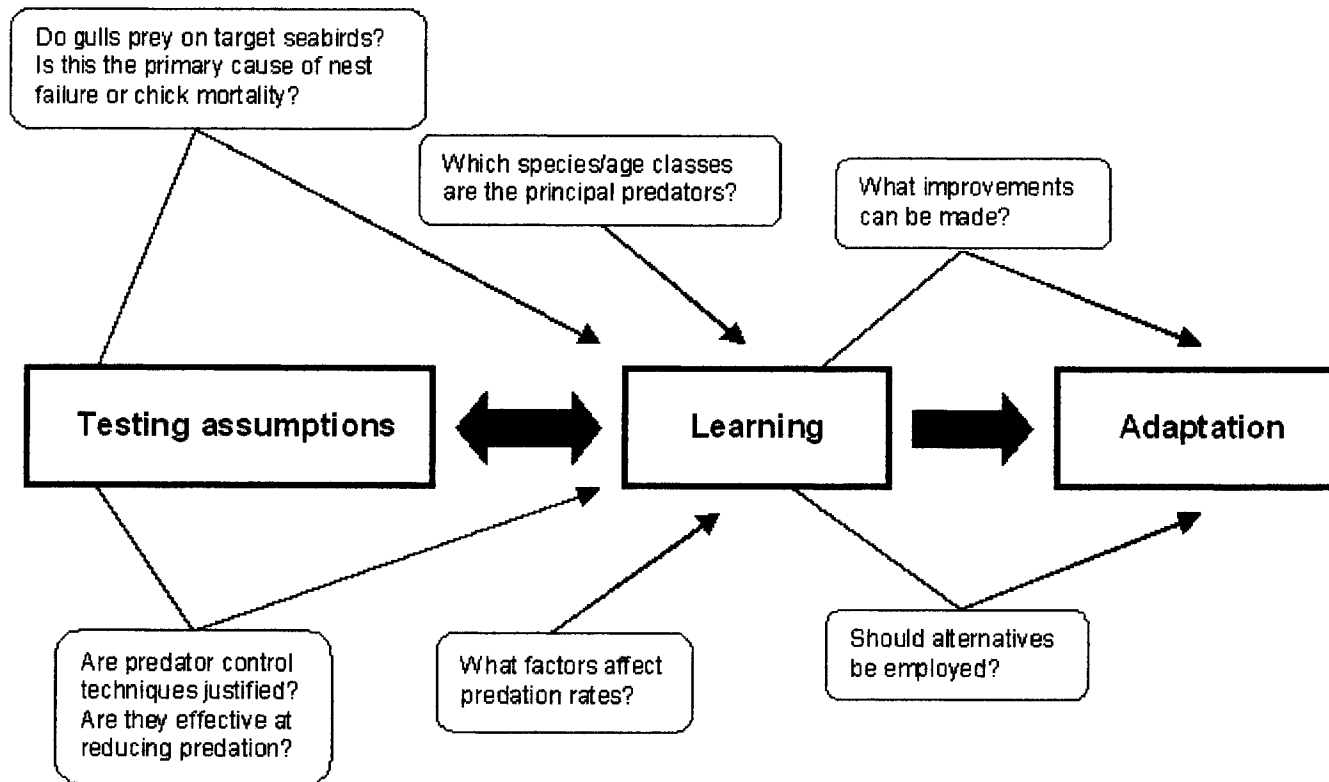 Do gulls prey on target seabirds?
Is this the primary cause of nest
failure or chick mortality?
Which species/age classes
are the principal predators?
What improvements
can be made?
Testing assumptions
Learning
Adaptation
Are predator control
techniques justified?
Are they effective at
reducing predation?
What factors affect
predation rates?
Should alternatives
be employed?